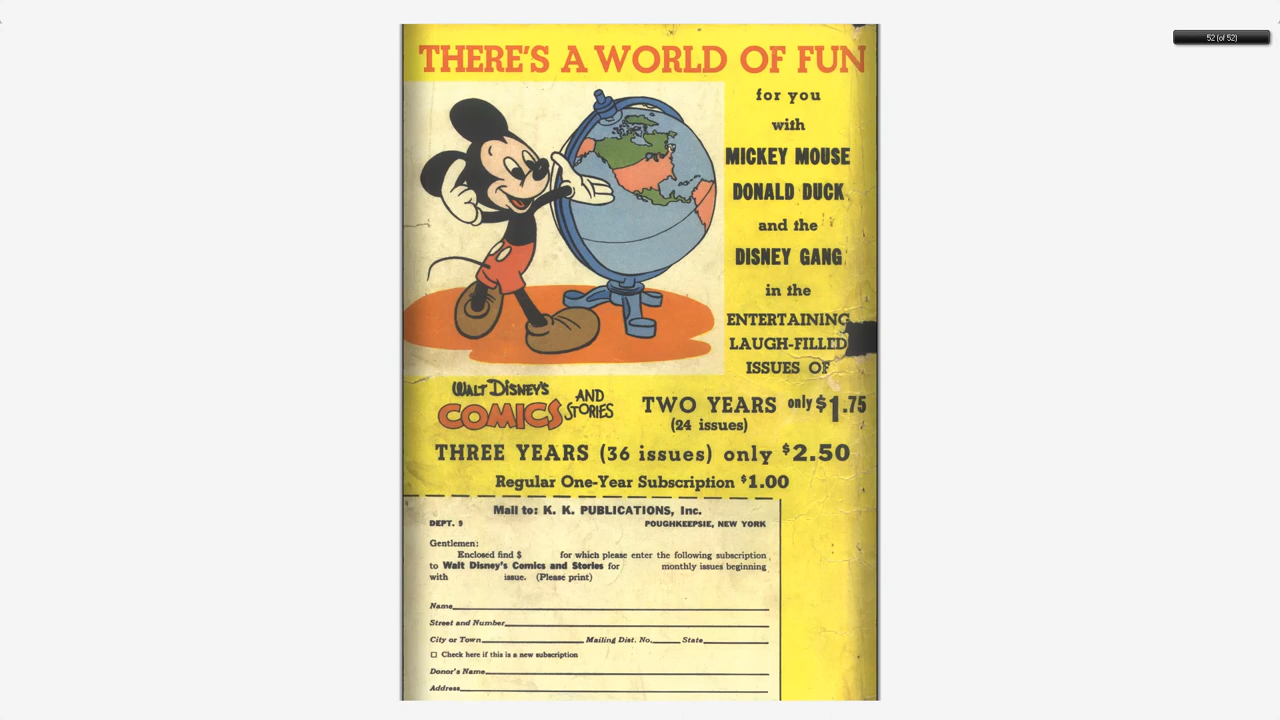 52 (of 52)
THERE'S A WORLD OF FUN
for you
with
MICKEY MOUSE
DONALD DUCK
and the
DISNEY GANG
in the
ENTERTAINING
LAUGH-FILLED
ISSUES OF
WALT DISNEY'S
COMICS AND STORIES
TWO YEARS only $1.75
(24 issues)
THREE YEARS (36 issues) only $2.50
Regular One-Year Subscription $1.00
Mail to: K. K. PUBLICATIONS, Inc.
DEPT. 5 POUGHKEEPSIE, NEW YORK
Gentlemen:
Enclosed find $ for which please enter the following subscription
to Walt Disney's Comics and Stories for monthly issues beginning
with issue. (Please print)
Name
Street and Number
City or Town Mailing Dist. No. State
Check here if this is a new subscription
Donor's Name
Address